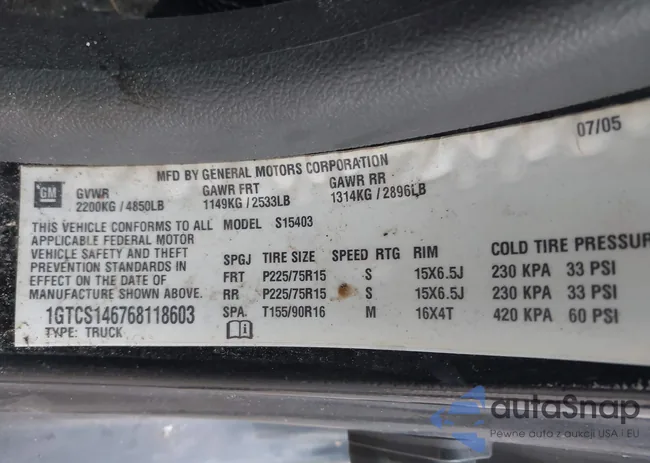 07/05
MFD BY GENERAL MOTORS CORPORATION
GM
GVWR GAWR FRT GAWR RR
2200KG / 4850LB 1149KG / 2533LB 1314KG / 2896LB
THIS VEHICLE CONFORMS TO ALL
APPLICABLE FEDERAL MOTOR
VEHICLE SAFETY AND THEFT
PREVENTION STANDARDS IN
EFFECT ON THE DATE OF
MANUFACTURE SHOWN ABOVE.
1GTCS146768118603
TYPE: TRUCK
MODEL S15403
SPGJ TIRE SIZE SPEED RTG RIM COLD TIRE PRESSUR
FRT P225/75R15 S 15X6.5J 230 KPA 33 PSI
RR P225/75R15 S 15X6.5J 230 KPA 33 PSI
SPA. T155/90R16 M 16X4T 420 KPA 60 PSI
autoSnap
Pewne auta z aukcji USA i EU